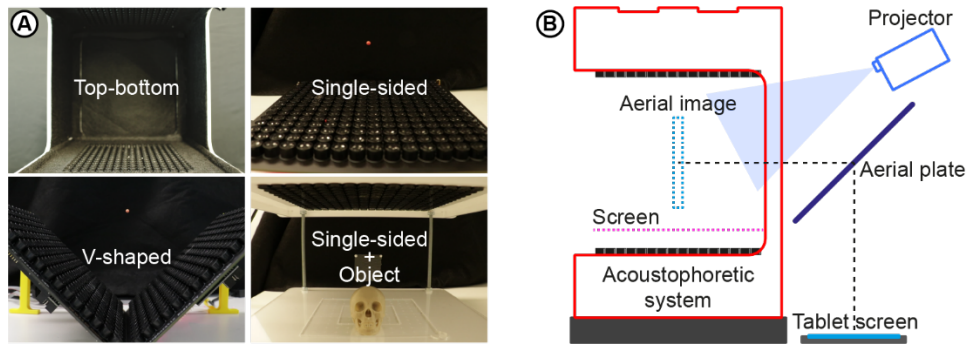 A
Top-bottom
Single-sided
V-shaped
Single-sided
+
Object
B
Projector
Aerial image
Aerial plate
Screen
Acoustophoretic
system
Tablet screen